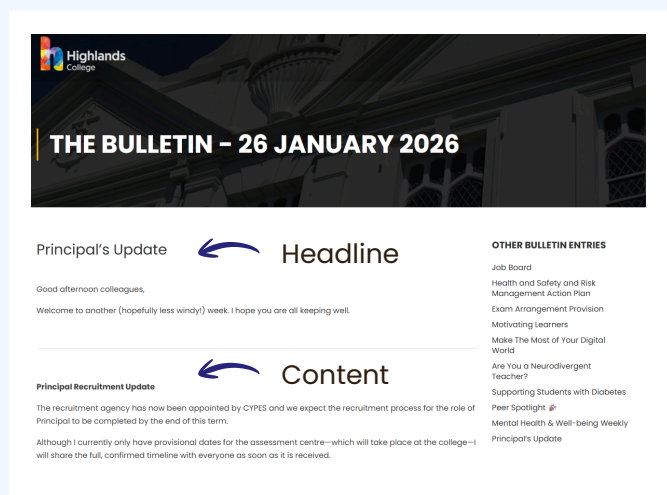 Highlands
College
THE BULLETIN – 26 JANUARY 2026
Principal's Update
Headline
Good afternoon colleagues,
Welcome to another (hopefully less windy!) week. I hope you are all keeping well.
Content
Principal Recruitment Update
The recruitment agency has now been appointed by CYPES and we expect the recruitment process for the role of
Principal to be completed by the end of this term.
Although I currently only have provisional dates for the assessment centre—which will take place at the college—I
will share the full, confirmed timeline with everyone as soon as it is received.
OTHER BULLETIN ENTRIES
Job Board
Health and Safety and Risk
Management Action Plan
Exam Arrangement Provision
Motivating Learners
Make The Most of Your Digital
World
Are You a Neurodivergent
Teacher?
Supporting Students with Diabetes
Peer Spotlight 🎉
Mental Health & Well-being Weekly
Principal's Update